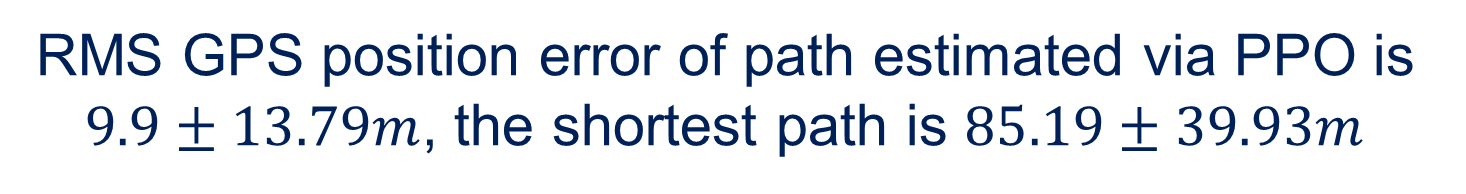 RMS GPS position error of path estimated via PPO is
9.9 ± 13.79m, the shortest path is 85.19 ± 39.93m